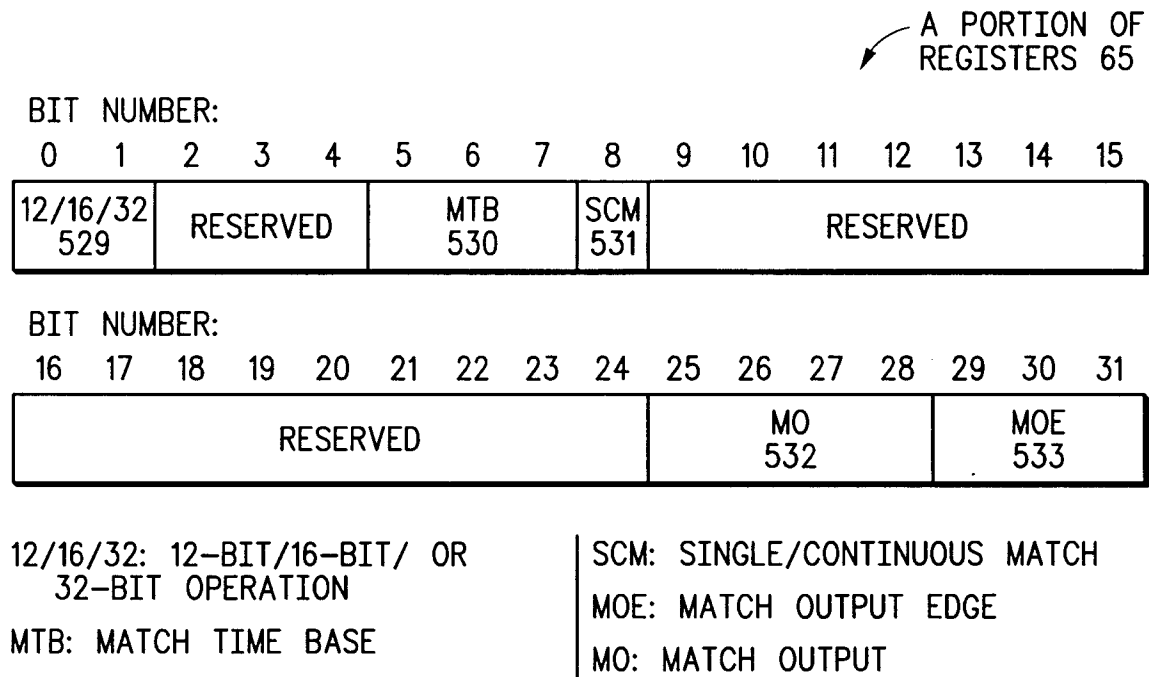 A PORTION OF
REGISTERS 65
BIT NUMBER:
0 1 2 3 4 5 6 7 8 9 10 11 12 13 14 15
12/16/32 RESERVED MTB SCM RESERVED
529 530 531
BIT NUMBER:
16 17 18 19 20 21 22 23 24 25 26 27 28 29 30 31
RESERVED MO MOE
532 533
12/16/32: 12–BIT/16–BIT/ OR
32–BIT OPERATION
MTB: MATCH TIME BASE
SCM: SINGLE/CONTINUOUS MATCH
MOE: MATCH OUTPUT EDGE
MO: MATCH OUTPUT